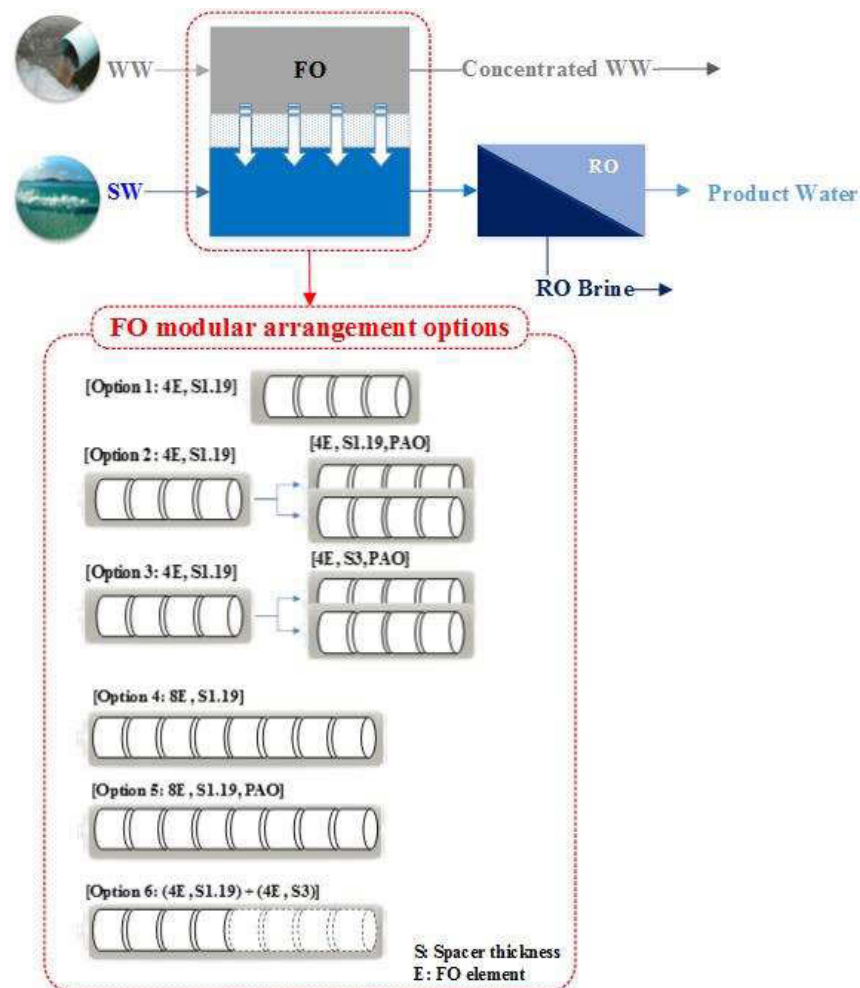 WW
FO
Concentrated WW
SW
RO
Product Water
RO Brine
FO modular arrangement options
[Option 1: 4E, S1.19]
[Option 2: 4E, S1.19]
[4E, S1.19,PAO]
[Option 3: 4E, S1.19]
[4E, S3,PAO]
[Option 4: 8E, S1.19]
[Option 5: 8E, S1.19, PAO]
[Option 6: (4E, S1.19) + (4E, S3)]
S: Spacer thickness
E : FO element